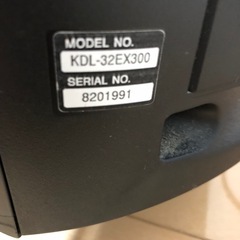 MODEL NO.
KDL-32EX300
SERIAL NO.
8201991